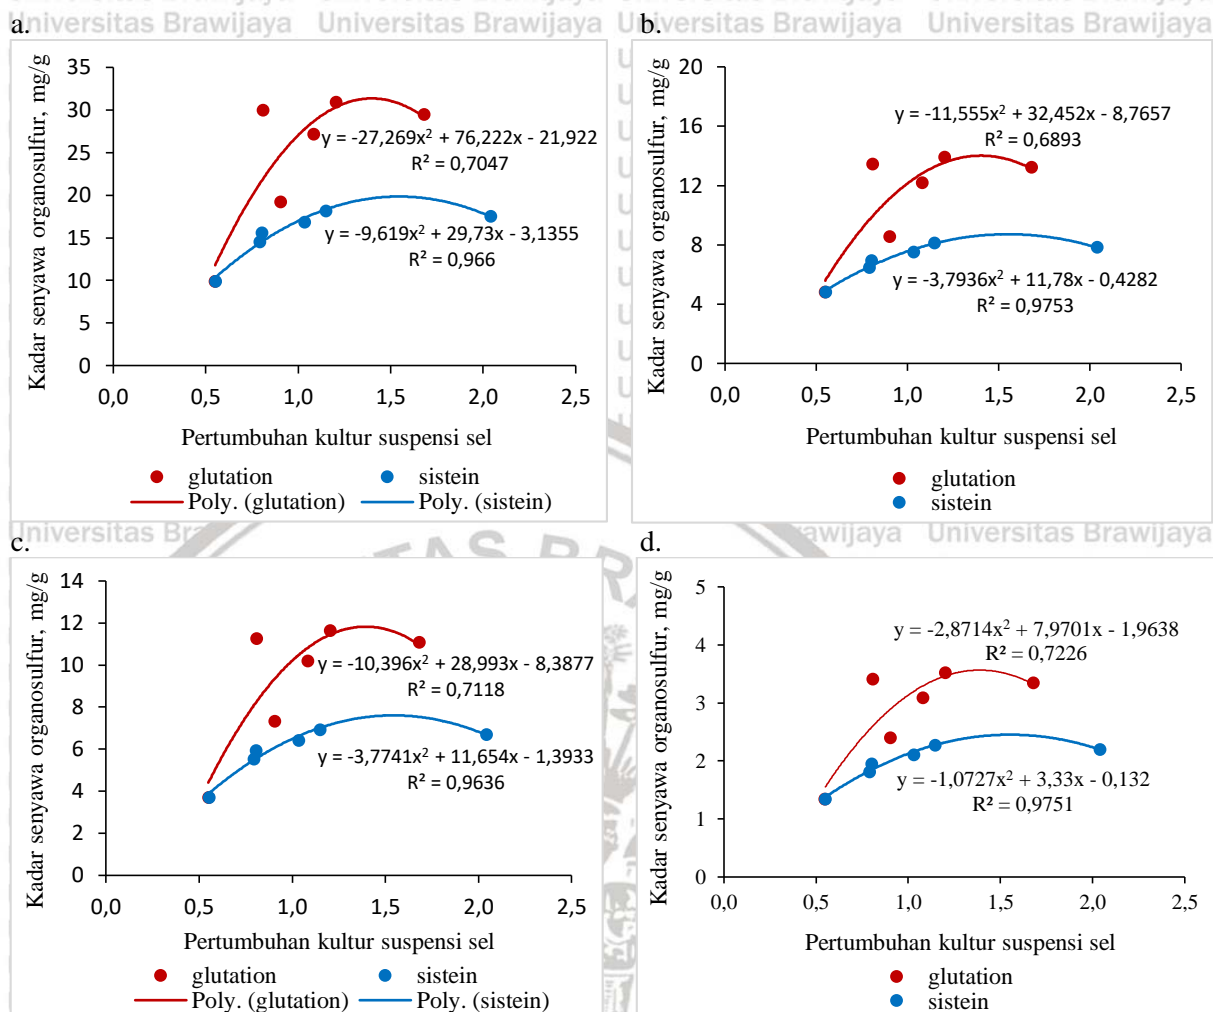 Universitas Brawijaya Universitas Brawijaya Universitas Brawijaya Universitas Brawijaya
a.
Kadar senyawa organosulfur, mg/g
35
30
25
20
15
10
5
0
y = -27,269x² + 76,222x - 21,922
R² = 0,7047
y = -9,619x² + 29,73x - 3,1355
R² = 0,966
0,0 0,5 1,0 1,5 2,0 2,5
Pertumbuhan kultur suspensi sel
glutation sistein
Poly. (glutation) Poly. (sistein)
b.
Kadar senyawa organosulfur, mg/g
20
16
12
8
4
0
y = -11,555x² + 32,452x - 8,7657
R² = 0,6893
y = -3,7936x² + 11,78x - 0,4282
R² = 0,9753
0,0 0,5 1,0 1,5 2,0 2,5
Pertumbuhan kultur suspensi sel
glutation
sistein
Universitas Bra
rawijaya Universitas Brawijaya
c.
Kadar senyawa organosulfur, mg/g
14
12
10
8
6
4
2
0
y = -10,396x² + 28,993x - 8,3877
R² = 0,7118
y = -3,7741x² + 11,654x - 1,3933
R² = 0,9636
0,0 0,5 1,0 1,5 2,0 2,5
Pertumbuhan kultur suspensi sel
glutation sistein
Poly. (glutation) Poly. (sistein)
d.
Kadar senyawa organosulfur, mg/g
5
4
3
2
1
0
y = -2,8714x² + 7,9701x - 1,9638
R² = 0,7226
y = -1,0727x² + 3,33x - 0,132
R² = 0,9751
0,0 0,5 1,0 1,5 2,0 2,5
Pertumbuhan kultur suspensi sel
glutation
sistein